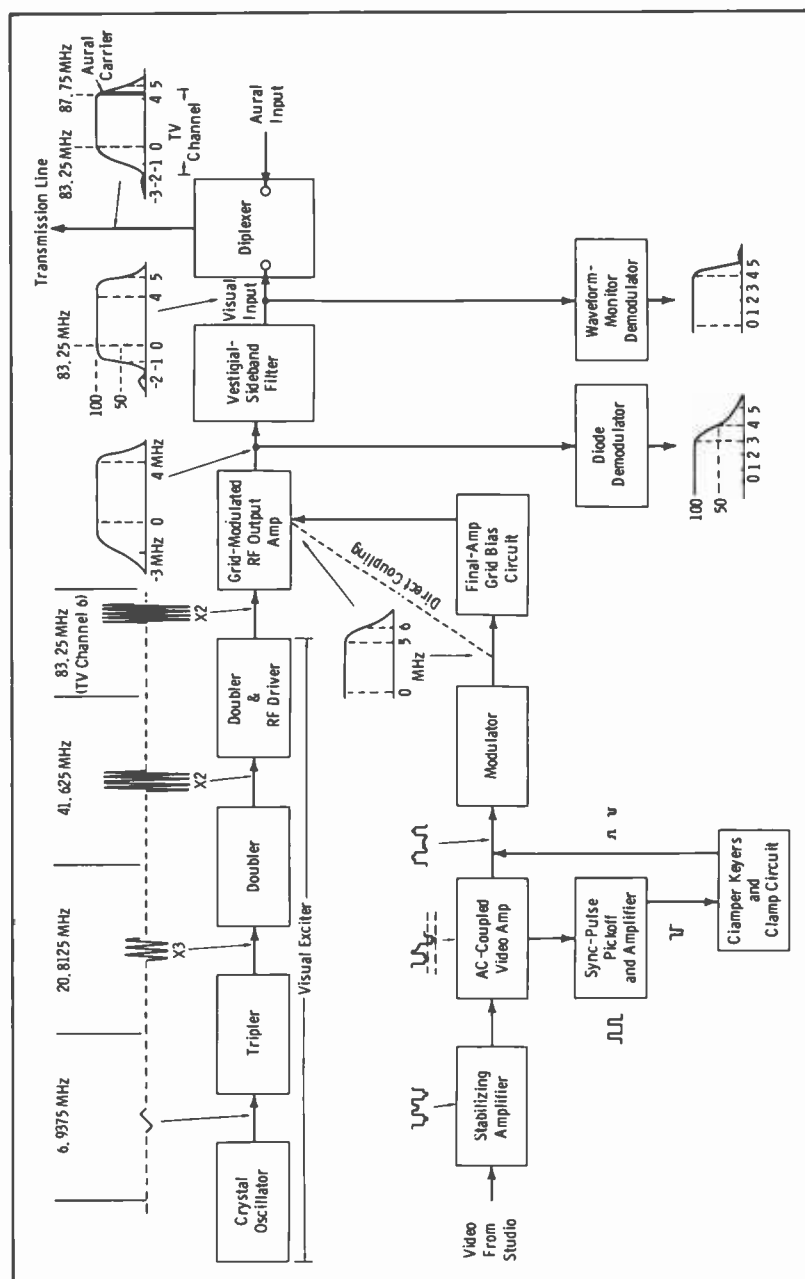 6.9375 MHz
20.8125 MHz
41.625 MHz
83.25 MHz
(TV Channel 6)
X3
X2
X2
Crystal
Oscillator
Tripler
Doubler
Doubler
&
RF Driver
Visual Exciter
-3 MHz
0
4 MHz
Grid-Modulated
RF Output
Amp
83.25 MHz
100
50
-2 -1 0
4 5
Visual
Input
Vestigial-
Sideband
Filter
Transmission Line
83.25 MHz
87.75 MHz
Aural
Carrier
-3 -2 -1 0
4 5
TV
Channel
Diplexer
Aural
Input
Video
From
Studio
Stabilizing
Amplifier
AC-Coupled
Video Amp
Modulator
Final-Amp
Grid Bias
Circuit
Direct Coupling
0
5 6
MHz
Sync-Pulse
Pickoff
and Amplifier
Clamper Keyers
and
Clamp Circuit
Diode
Demodulator
100
50
0 1 2 3 4 5
Waveform-
Monitor
Demodulator
0 1 2 3 4 5